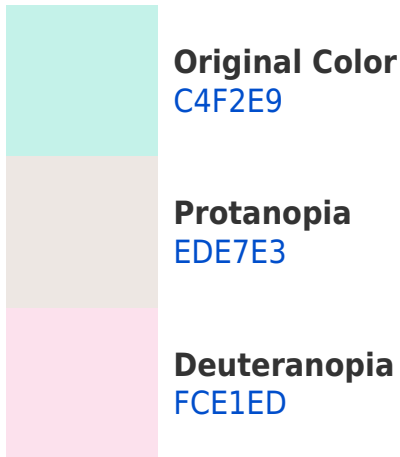 Original Color
C4F2E9
Protanopia
EDE7E3
Deuteranopia
FCE1ED